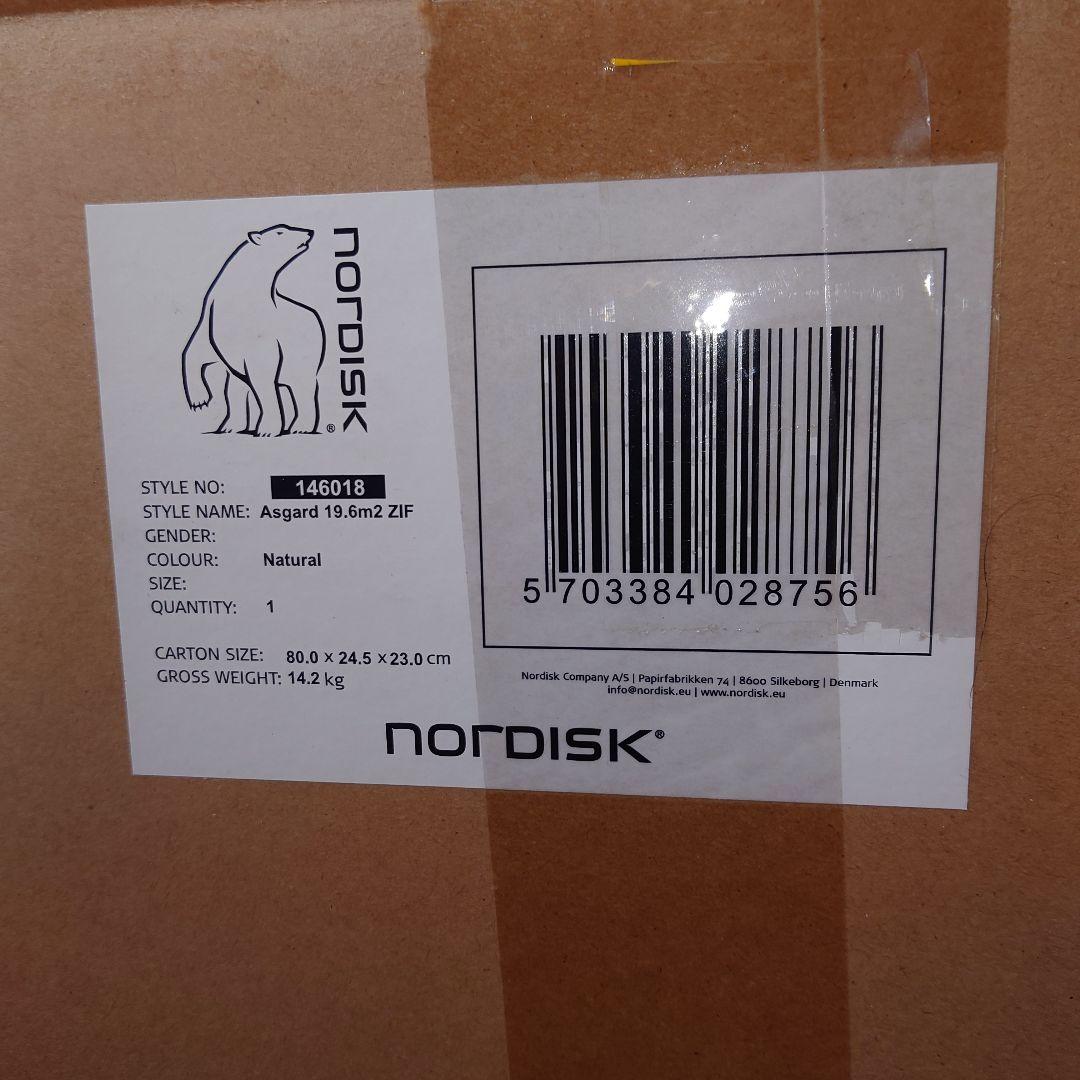 NORDISK®
STYLE NO: 146018
STYLE NAME: Asgard 19.6m2 ZIF
GENDER:
COLOUR: Natural
SIZE:
QUANTITY: 1
CARTON SIZE: 80.0 x 24.5 x 23.0 cm
GROSS WEIGHT: 14.2 kg
5 703384 028756
Nordisk Company A/S | Papirfabrikken 74 | 8600 Silkeborg | Denmark
info@nordisk.eu | www.nordisk.eu
NORDISK®